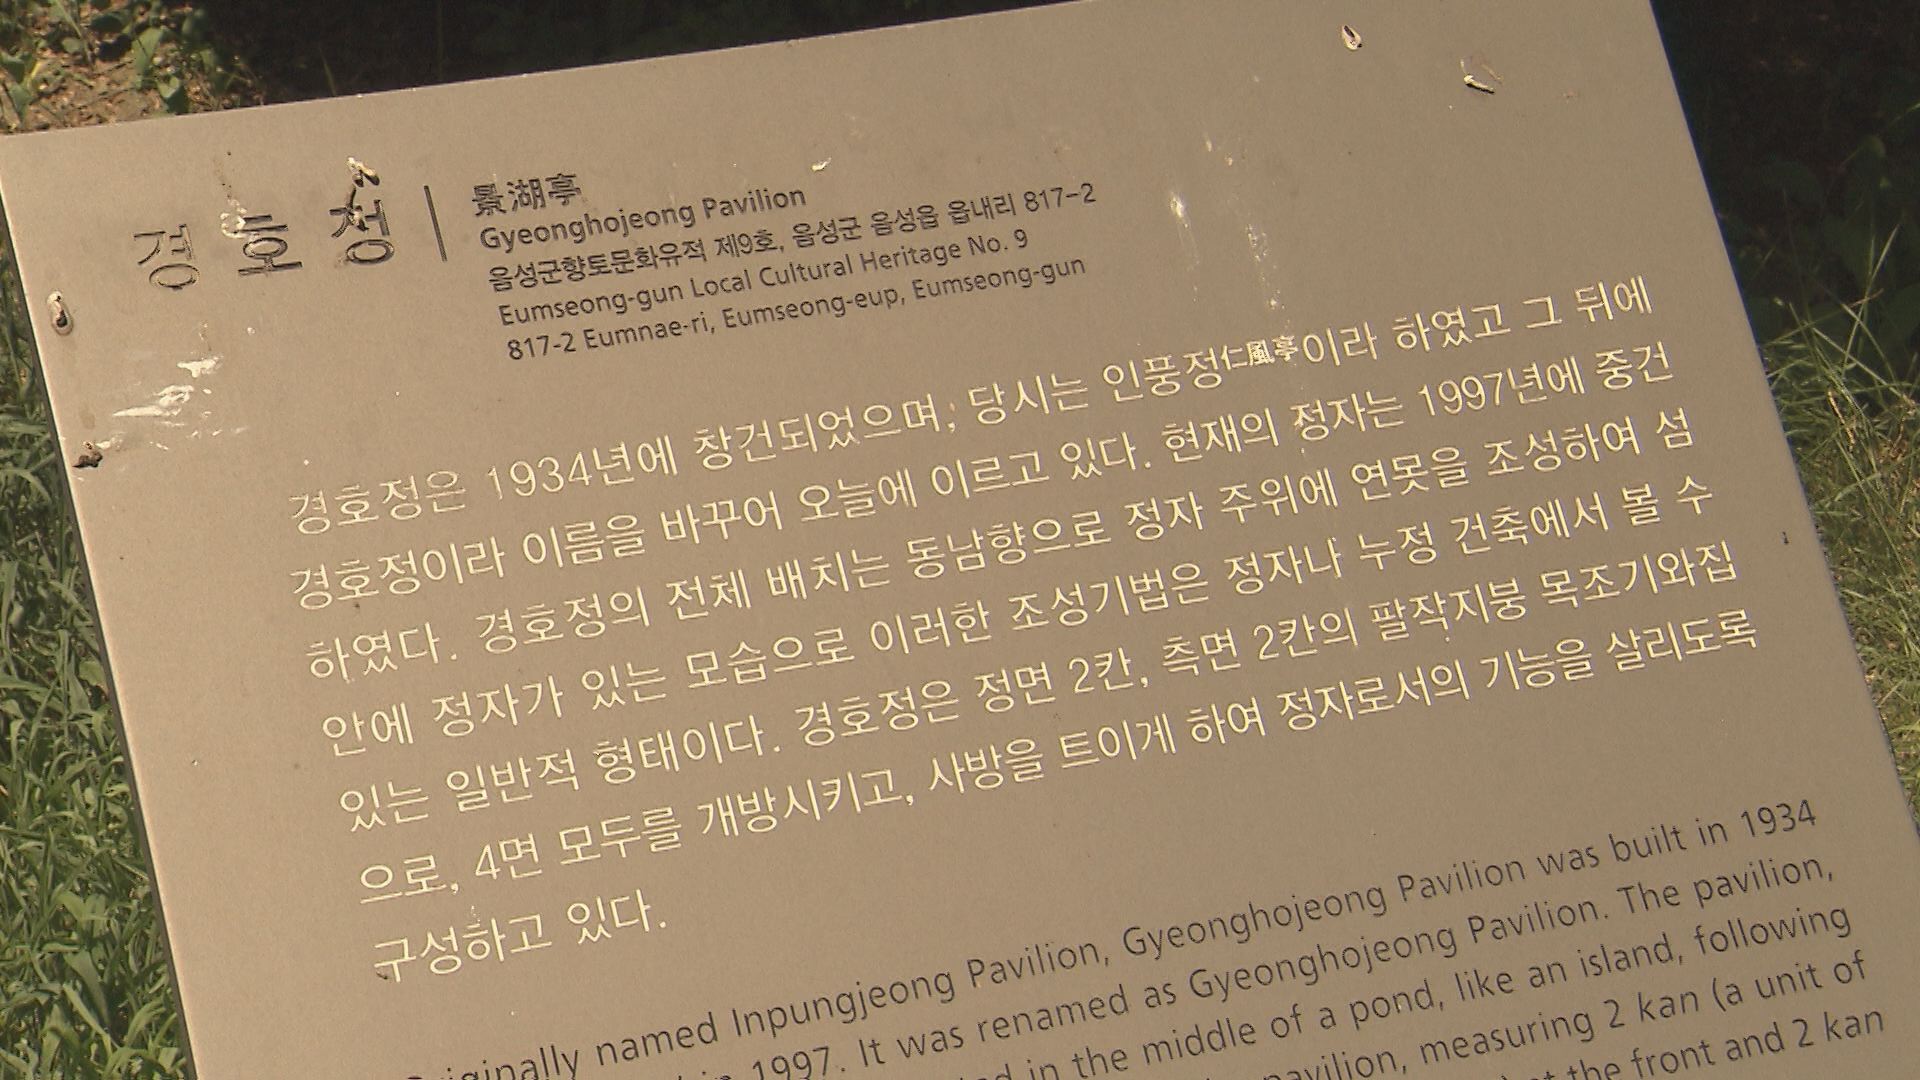 경호정
景湖亭
Gyeonghojeong Pavilion
음성군향토문화유적 제9호, 음성군 음성읍 읍내리 817-2
Eumseong-gun Local Cultural Heritage No. 9
817-2 Eumnae-ri, Eumseong-eup, Eumseong-gun
경호정은 1934년에 창건되었으며, 당시는 인풍정仁風亭이라 하였고 그 뒤에
경호정이라 이름을 바꾸어 오늘에 이르고 있다. 현재의 정자는 1997년에 중건
하였다. 경호정의 전체 배치는 동남향으로 정자 주위에 연못을 조성하여 섬
안에 정자가 있는 모습으로 이러한 조성기법은 정자나 누정 건축에서 볼 수
있는 일반적 형태이다. 경호정은 정면 2칸, 측면 2칸의 팔작지붕 목조기와집
으로, 4면 모두를 개방시키고, 사방을 트이게 하여 정자로서의 기능을 살리도록
구성하고 있다.
Originally named Inpungjeong Pavilion, Gyeonghojeong Pavilion was built in 1934
in 1997. It was renamed as Gyeonghojeong Pavilion. The pavilion,
in the middle of a pond, like an island, following
pavilion, measuring 2 kan (a unit of
at the front and 2 kan